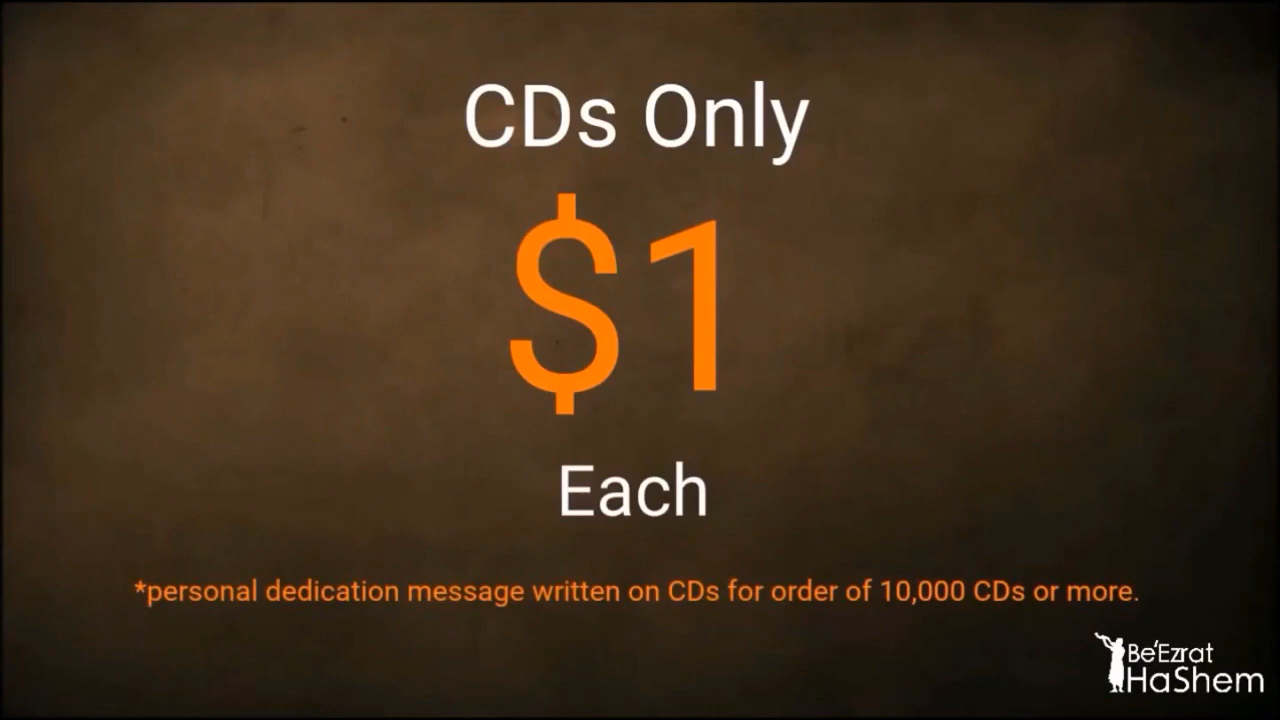 CDs Only
$1
Each
*personal dedication message written on CDs for order of 10,000 CDs or more.
Be'Ezrat
HaShem